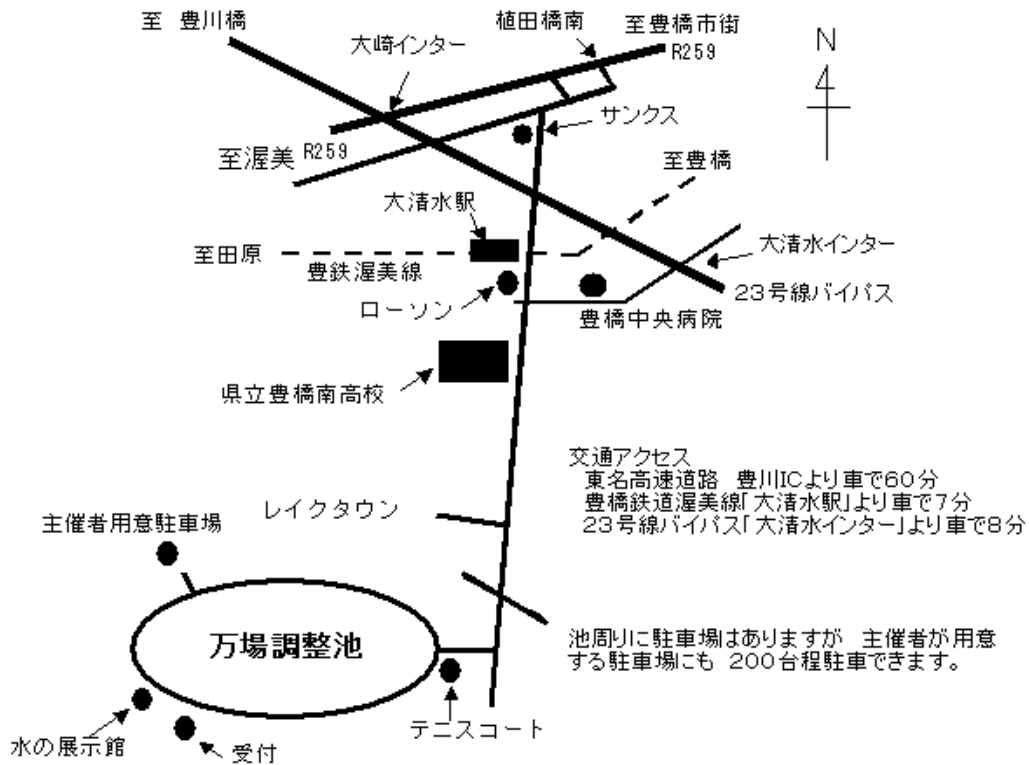 至　豊川橋
植田橋南
至豊橋市街
大崎インター
R259
N
サンクス
至渥美
R259
至豊橋
大清水駅
大清水インター
至田原
豊鉄渥美線
23号線バイパス
ローソン
豊橋中央病院
県立豊橋南高校
交通アクセス
東名高速道路　豊川ICより車で60分
豊橋鉄道渥美線「大清水駅」より車で7分
23号線バイパス「大清水インター」より車で8分
レイクタウン
主催者用意駐車場
万場調整池
池周りに駐車場はありますが　主催者が用意
する駐車場にも　200台程駐車できます。
テニスコート
水の展示館
受付